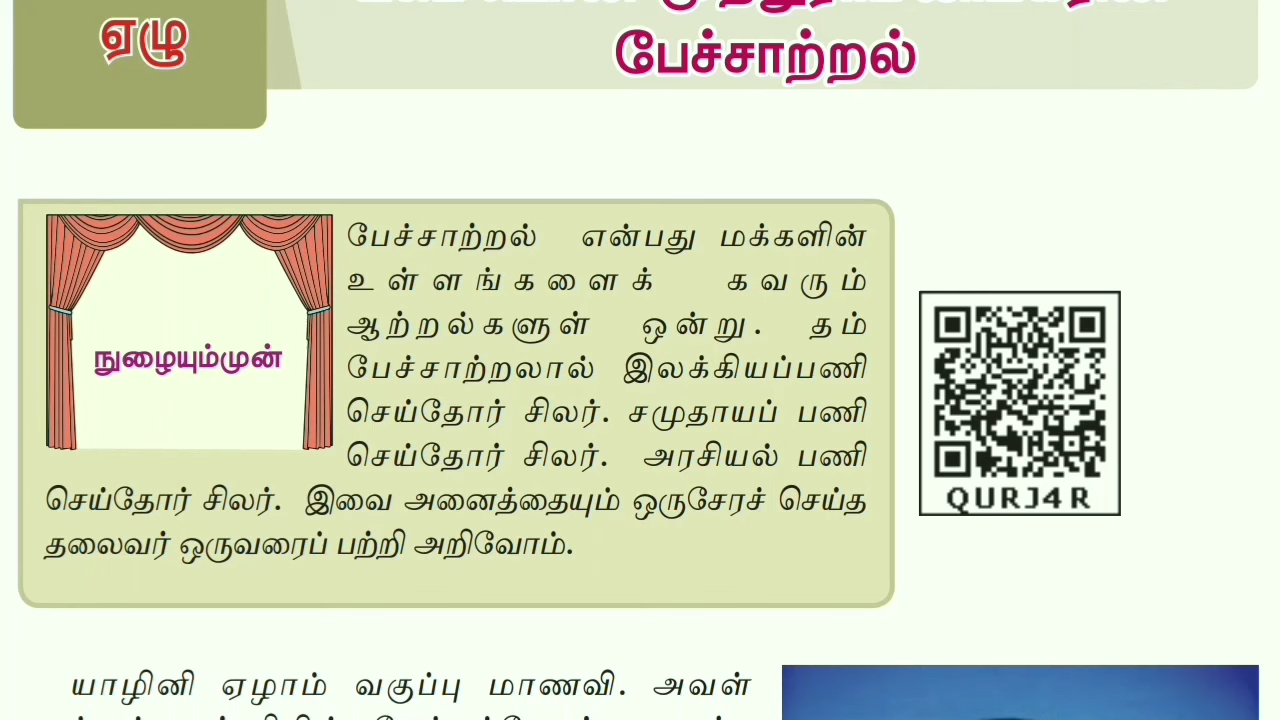 ஏழு
பேச்சாற்றல்
பேச்சாற்றல் என்பது மக்களின்
உள்ளங்களைக் கவரும்
ஆற்றல்களுள் ஒன்று. தம்
பேச்சாற்றலால் இலக்கியப்பணி
செய்தோர் சிலர். சமுதாயப் பணி
செய்தோர் சிலர். அரசியல் பணி
செய்தோர் சிலர். இவை அனைத்தையும் ஒருசேரச் செய்த
தலைவர் ஒருவரைப் பற்றி அறிவோம்.
நுழையும்முன்
QURJ4R
யாழினி ஏழாம் வகுப்பு மாணவி. அவள்